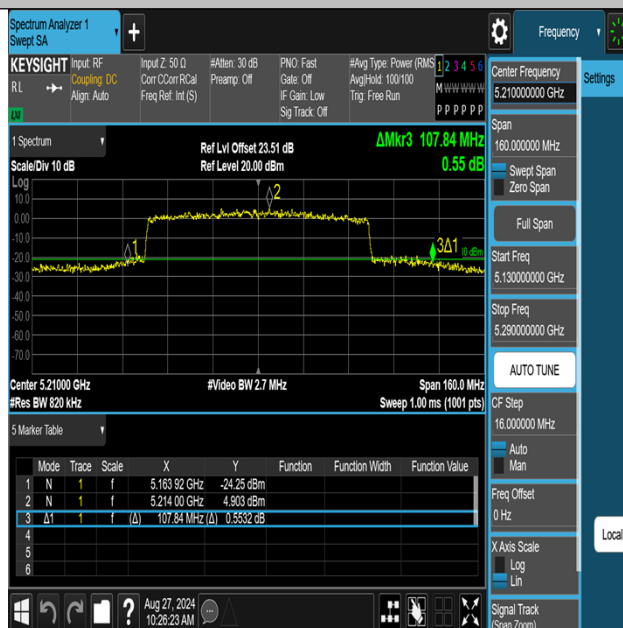 Spectrum Analyzer 1
Swept SA
+
Frequency
KEYSIGHT
RL
Input: RF
Coupling: DC
Align: Auto
Input Z: 50 Ω
Corr CCorr RCal
Freq Ref: Int (S)
#Atten: 30 dB
Preamp: Off
PNO: Fast
Gate: Off
IF Gain: Low
Sig Track: Off
#Avg Type: Power (RMS
Avg|Hold: 100/100
Trig: Free Run
1 2 3 4 5 6
M W W W W W
P P P P P P
1 Spectrum
Scale/Div 10 dB
Ref Lvl Offset 23.51 dB
Ref Level 20.00 dBm
ΔMkr3 107.84 MHz
0.55 dB
Log
10.0
0.00
-10.0
-20.0
-30.0
-40.0
-50.0
-60.0
-70.0
1
2
3Δ1
Center 5.21000 GHz
#Video BW 2.7 MHz
Span 160.0 MHz
#Res BW 820 kHz
Sweep 1.00 ms (1001 pts)
5 Marker Table
Mode Trace Scale X Y Function Function Width Function Value
1 N 1 f 5.163 92 GHz -24.25 dBm
2 N 1 f 5.214 00 GHz 4.903 dBm
3 Δ1 1 f (Δ) 107.84 MHz (Δ) 0.5532 dB
4
5
6
?
Aug 27, 2024
10:26:23 AM
Center Frequency
5.210000000 GHz
Span
160.000000 MHz
Swept Span
Zero Span
Full Span
Start Freq
5.130000000 GHz
Stop Freq
5.290000000 GHz
AUTO TUNE
CF Step
16.000000 MHz
Auto
Man
Freq Offset
0 Hz
X Axis Scale
Log
Lin
Signal Track
(Span Zoom)
Settings
Local